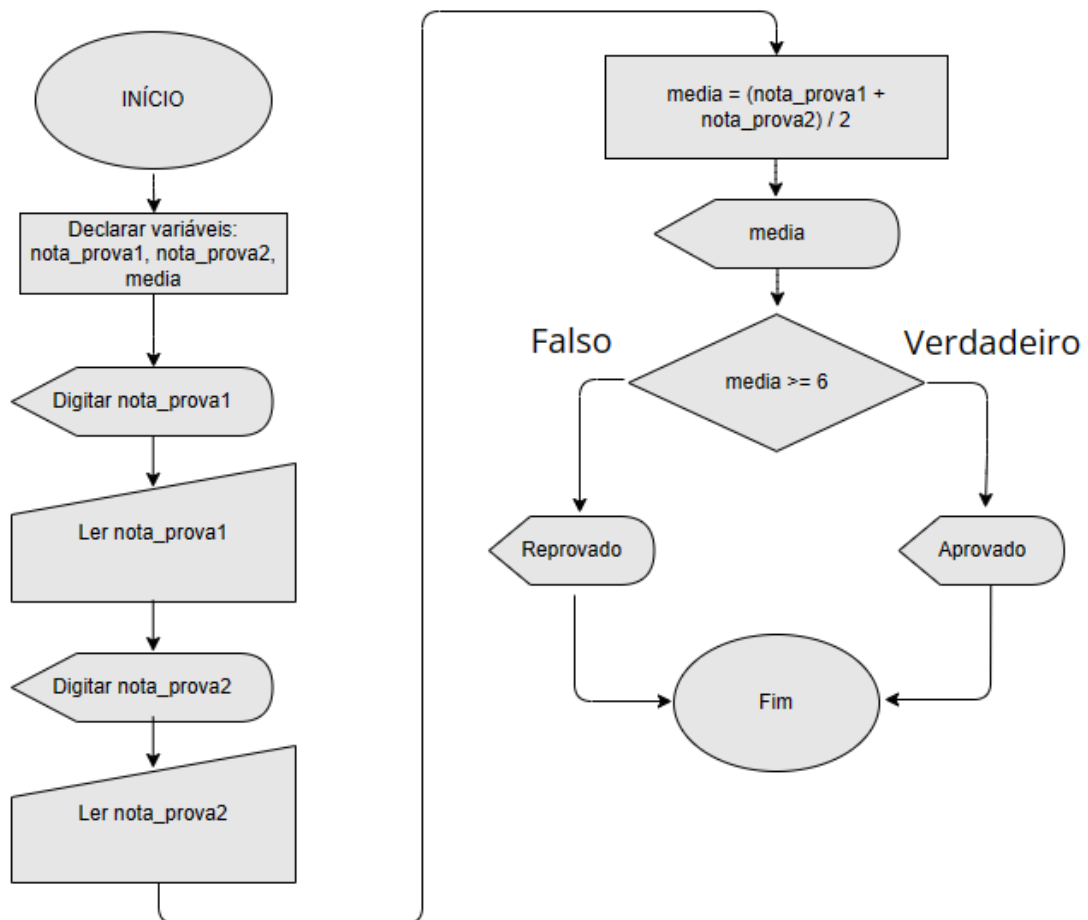 INÍCIO
Declarar variáveis:
nota_prova1, nota_prova2,
media
Digitar nota_prova1
Ler nota_prova1
Digitar nota_prova2
Ler nota_prova2
media = (nota_prova1 +
nota_prova2) / 2
media
Falso
Verdadeiro
media >= 6
Reprovado
Aprovado
Fim